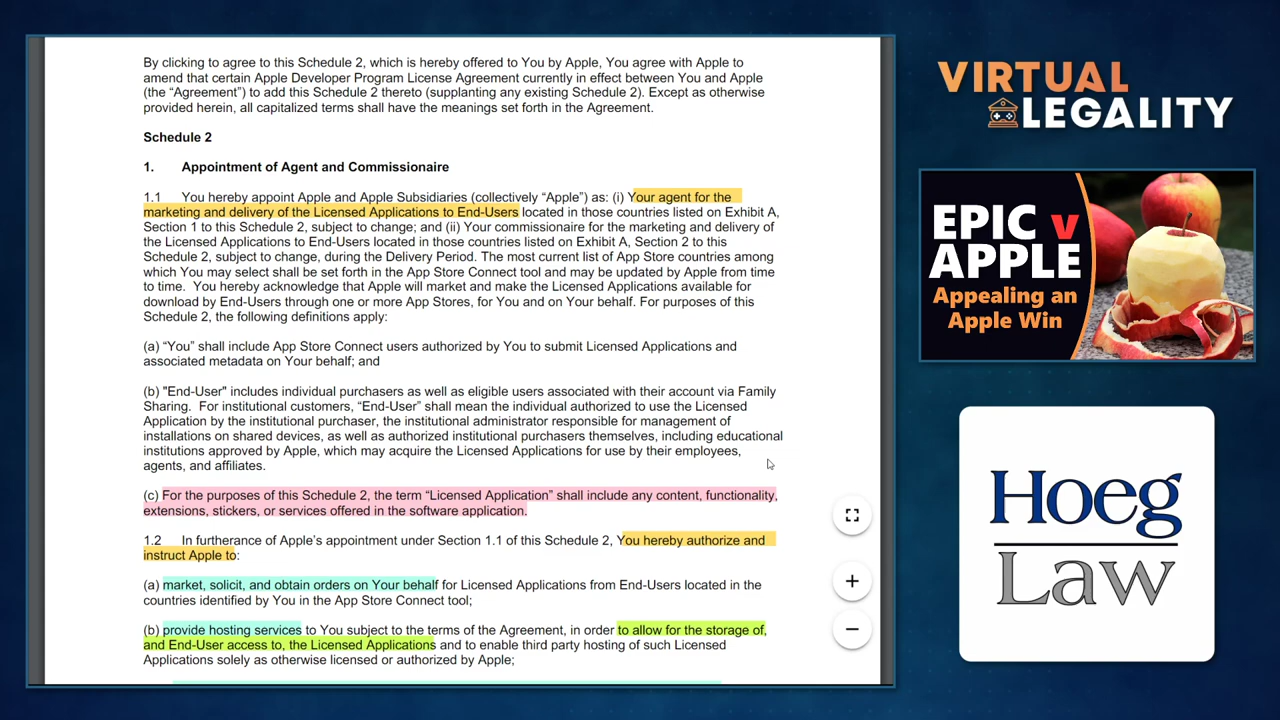 By clicking to agree to this Schedule 2, which is hereby offered to You by Apple, You agree with Apple to
amend that certain Apple Developer Program License Agreement currently in effect between You and Apple
(the “Agreement”) to add this Schedule 2 thereto (supplanting any existing Schedule 2). Except as otherwise
provided herein, all capitalized terms shall have the meanings set forth in the Agreement.
Schedule 2
1. Appointment of Agent and Commissionaire
1.1 You hereby appoint Apple and Apple Subsidiaries (collectively “Apple”) as: (i) Your agent for the
marketing and delivery of the Licensed Applications to End-Users located in those countries listed on Exhibit A,
Section 1 to this Schedule 2, subject to change; and (ii) Your commissionaire for the marketing and delivery of
the Licensed Applications to End-Users located in those countries listed on Exhibit A, Section 2 to this
Schedule 2, subject to change, during the Delivery Period. The most current list of App Store countries among
which You may select shall be set forth in the App Store Connect tool and may be updated by Apple from time
to time. You hereby acknowledge that Apple will market and make the Licensed Applications available for
download by End-Users through one or more App Stores, for You and on Your behalf. For purposes of this
Schedule 2, the following definitions apply:
(a) “You” shall include App Store Connect users authorized by You to submit Licensed Applications and
associated metadata on Your behalf; and
(b) "End-User" includes individual purchasers as well as eligible users associated with their account via Family
Sharing. For institutional customers, “End-User” shall mean the individual authorized to use the Licensed
Application by the institutional purchaser, the institutional administrator responsible for management of
installations on shared devices, as well as authorized institutional purchasers themselves, including educational
institutions approved by Apple, which may acquire the Licensed Applications for use by their employees,
agents, and affiliates.
(c) For the purposes of this Schedule 2, the term “Licensed Application” shall include any content, functionality,
extensions, stickers, or services offered in the software application.
1.2 In furtherance of Apple’s appointment under Section 1.1 of this Schedule 2, You hereby authorize and
instruct Apple to:
(a) market, solicit, and obtain orders on Your behalf for Licensed Applications from End-Users located in the
countries identified by You in the App Store Connect tool;
(b) provide hosting services to You subject to the terms of the Agreement, in order to allow for the storage of,
and End-User access to, the Licensed Applications and to enable third party hosting of such Licensed
Applications solely as otherwise licensed or authorized by Apple;
VIRTUAL
LEGALITY
EPIC v
APPLE
Appealing an
Apple Win
Hoeg
Law